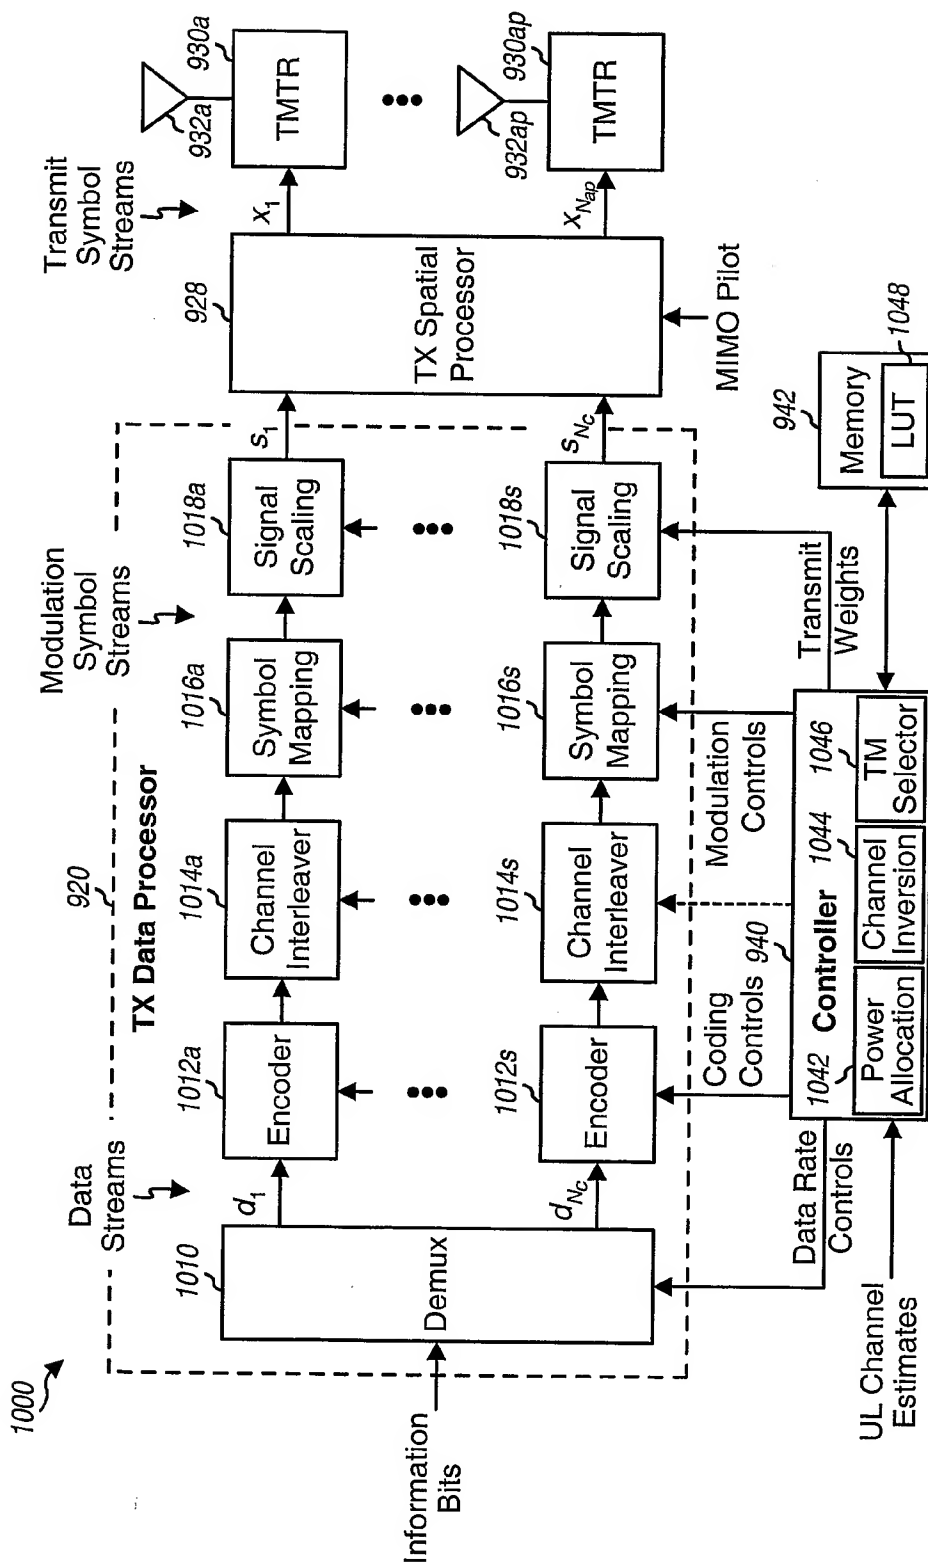 1000
920
TX Data Processor
Data
Streams
Modulation
Symbol
Streams
Transmit
Symbol
Streams
Information
Bits
1010
Demux
d1
1012a
Encoder
1014a
Channel
Interleaver
1016a
Symbol
Mapping
1018a
Signal
Scaling
s1
928
TX Spatial
Processor
x1
932a
930a
TMTR
dNc
1012s
Encoder
1014s
Channel
Interleaver
1016s
Symbol
Mapping
1018s
Signal
Scaling
sNc
xNap
932ap
930ap
TMTR
MIMO Pilot
Data Rate
Controls
Coding
Controls
Modulation
Controls
Transmit
Weights
UL Channel
Estimates
940
Controller
1042
Power
Allocation
1044
Channel
Inversion
1046
TM
Selector
942
Memory
1048
LUT